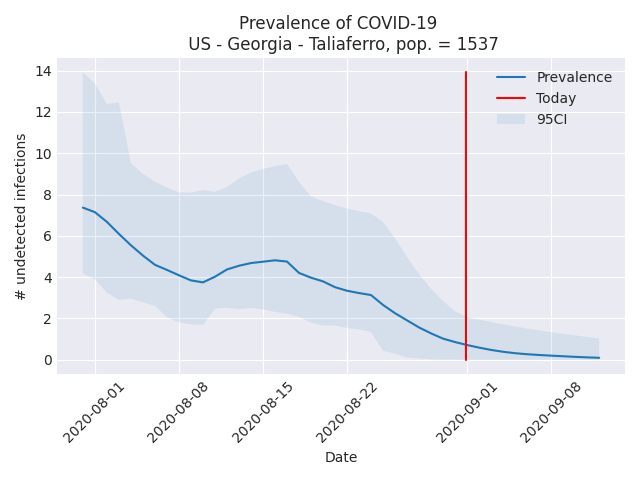 Prevalence of COVID-19
US - Georgia - Taliaferro, pop. = 1537
# undetected infections
14
12
10
8
6
4
2
0
Prevalence
Today
95CI
2020-08-01
2020-08-08
2020-08-15
2020-08-22
2020-09-01
2020-09-08
Date